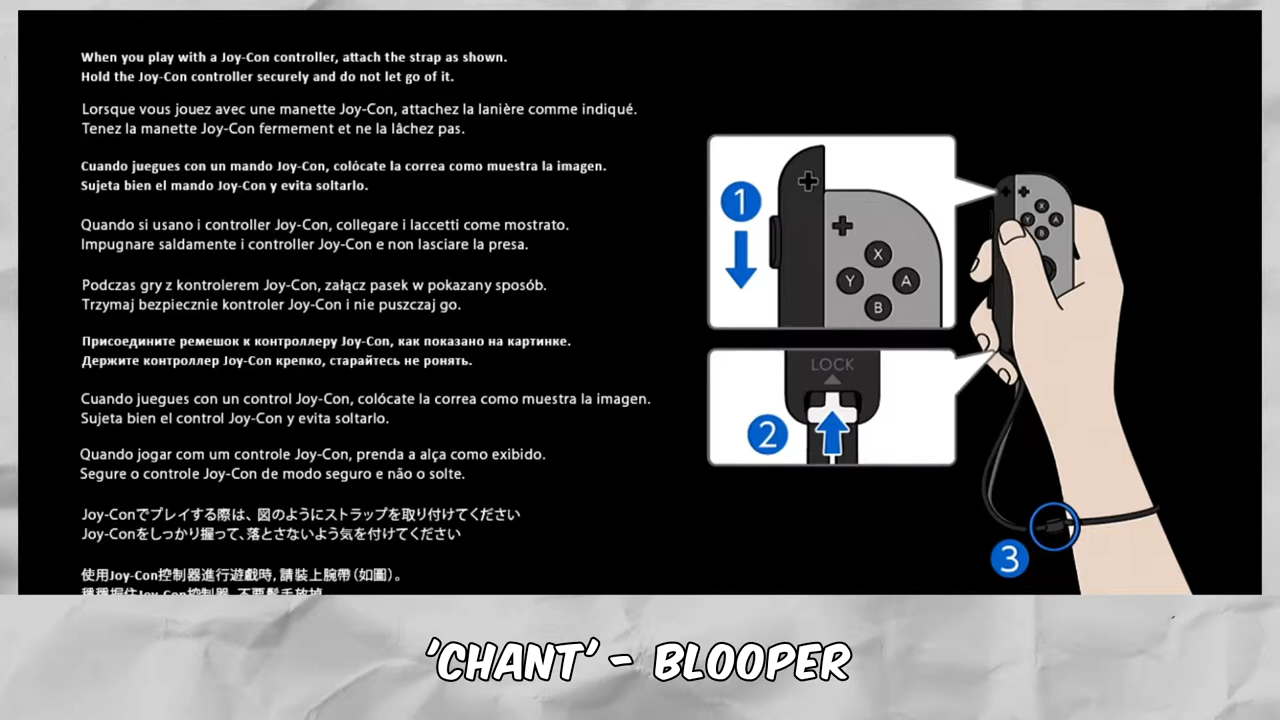 When you play with a Joy-Con controller, attach the strap as shown.
Hold the Joy-Con controller securely and do not let go of it.
Lorsque vous jouez avec une manette Joy-Con, attachez la lanière comme indiqué.
Tenez la manette Joy-Con fermement et ne la lâchez pas.
Cuando juegues con un mando Joy-Con, colócate la correa como muestra la imagen.
Sujeta bien el mando Joy-Con y evita soltarlo.
Quando si usano i controller Joy-Con, collegare i laccetti come mostrato.
Impugnare saldamente i controller Joy-Con e non lasciare la presa.
Podczas gry z kontrolerem Joy-Con, załącz pasek w pokazany sposób.
Trzymaj bezpiecznie kontroler Joy-Con i nie puszczaj go.
Присоедините ремешок к контроллеру Joy-Con, как показано на картинке.
Держите контроллер Joy-Con крепко, старайтесь не ронять.
Cuando juegues con un control Joy-Con, colócate la correa como muestra la imagen.
Sujeta bien el control Joy-Con y evita soltarlo.
Quando jogar com um controle Joy-Con, prenda a alça como exibido.
Segure o controle Joy-Con de modo seguro e não o solte.
Joy-Conでプレイする際は、図のようにストラップを取り付けてください
Joy-Conをしっかり握って、落とさないよう気を付けてください
使用Joy-Con控制器進行遊戲時,請裝上腕帶(如圖)。
1
X
Y
A
B
LOCK
2
X
Y
A
B
3
'CHANT' - BLOOPER